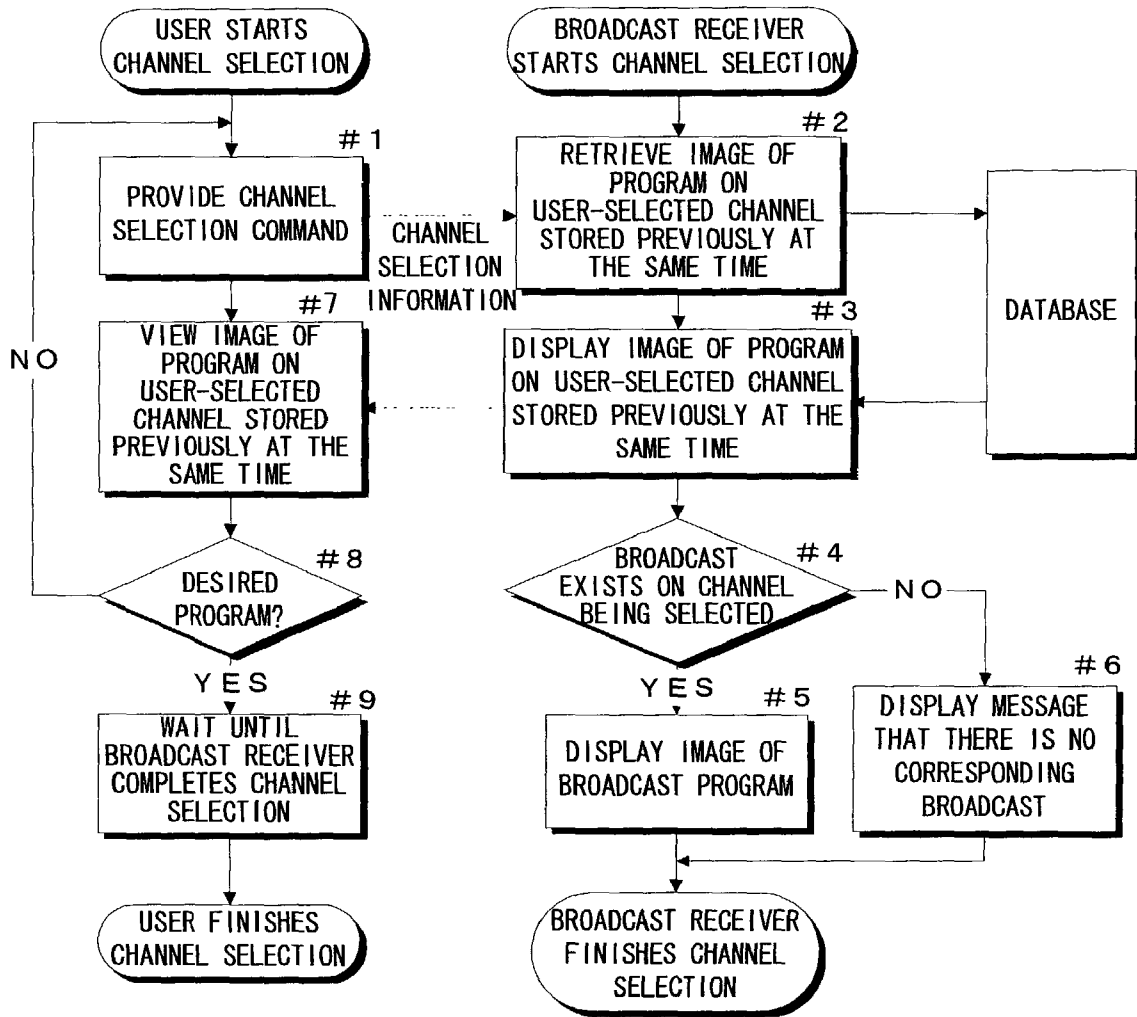 USER STARTS
CHANNEL SELECTION
BROADCAST RECEIVER
STARTS CHANNEL SELECTION
#1
PROVIDE CHANNEL
SELECTION COMMAND
CHANNEL
SELECTION
INFORMATION
#2
RETRIEVE IMAGE OF
PROGRAM ON
USER-SELECTED CHANNEL
STORED PREVIOUSLY AT
THE SAME TIME
DATABASE
#7
VIEW IMAGE OF
PROGRAM ON
USER-SELECTED
CHANNEL STORED
PREVIOUSLY AT THE
SAME TIME
#3
DISPLAY IMAGE OF PROGRAM
ON USER-SELECTED CHANNEL
STORED PREVIOUSLY AT THE
SAME TIME
NO
#8
DESIRED
PROGRAM?
YES
#4
BROADCAST
EXISTS ON CHANNEL
BEING SELECTED
NO
YES
#9
WAIT UNTIL
BROADCAST RECEIVER
COMPLETES CHANNEL
SELECTION
#5
DISPLAY IMAGE OF
BROADCAST PROGRAM
#6
DISPLAY MESSAGE
THAT THERE IS NO
CORRESPONDING
BROADCAST
USER FINISHES
CHANNEL SELECTION
BROADCAST RECEIVER
FINISHES CHANNEL
SELECTION